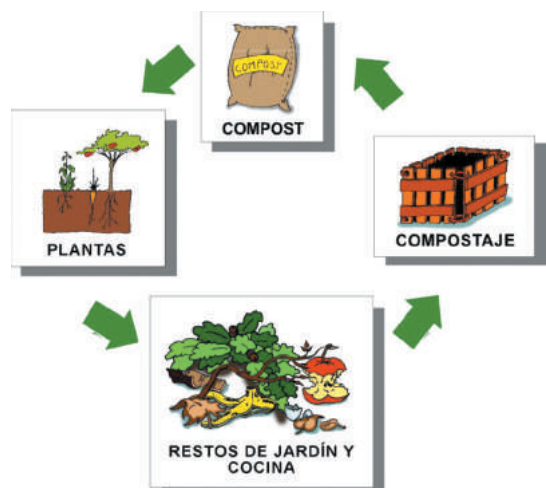 COMPOST
COMPOST
PLANTAS
COMPOSTAJE
RESTOS DE JARDÍN Y
COCINA